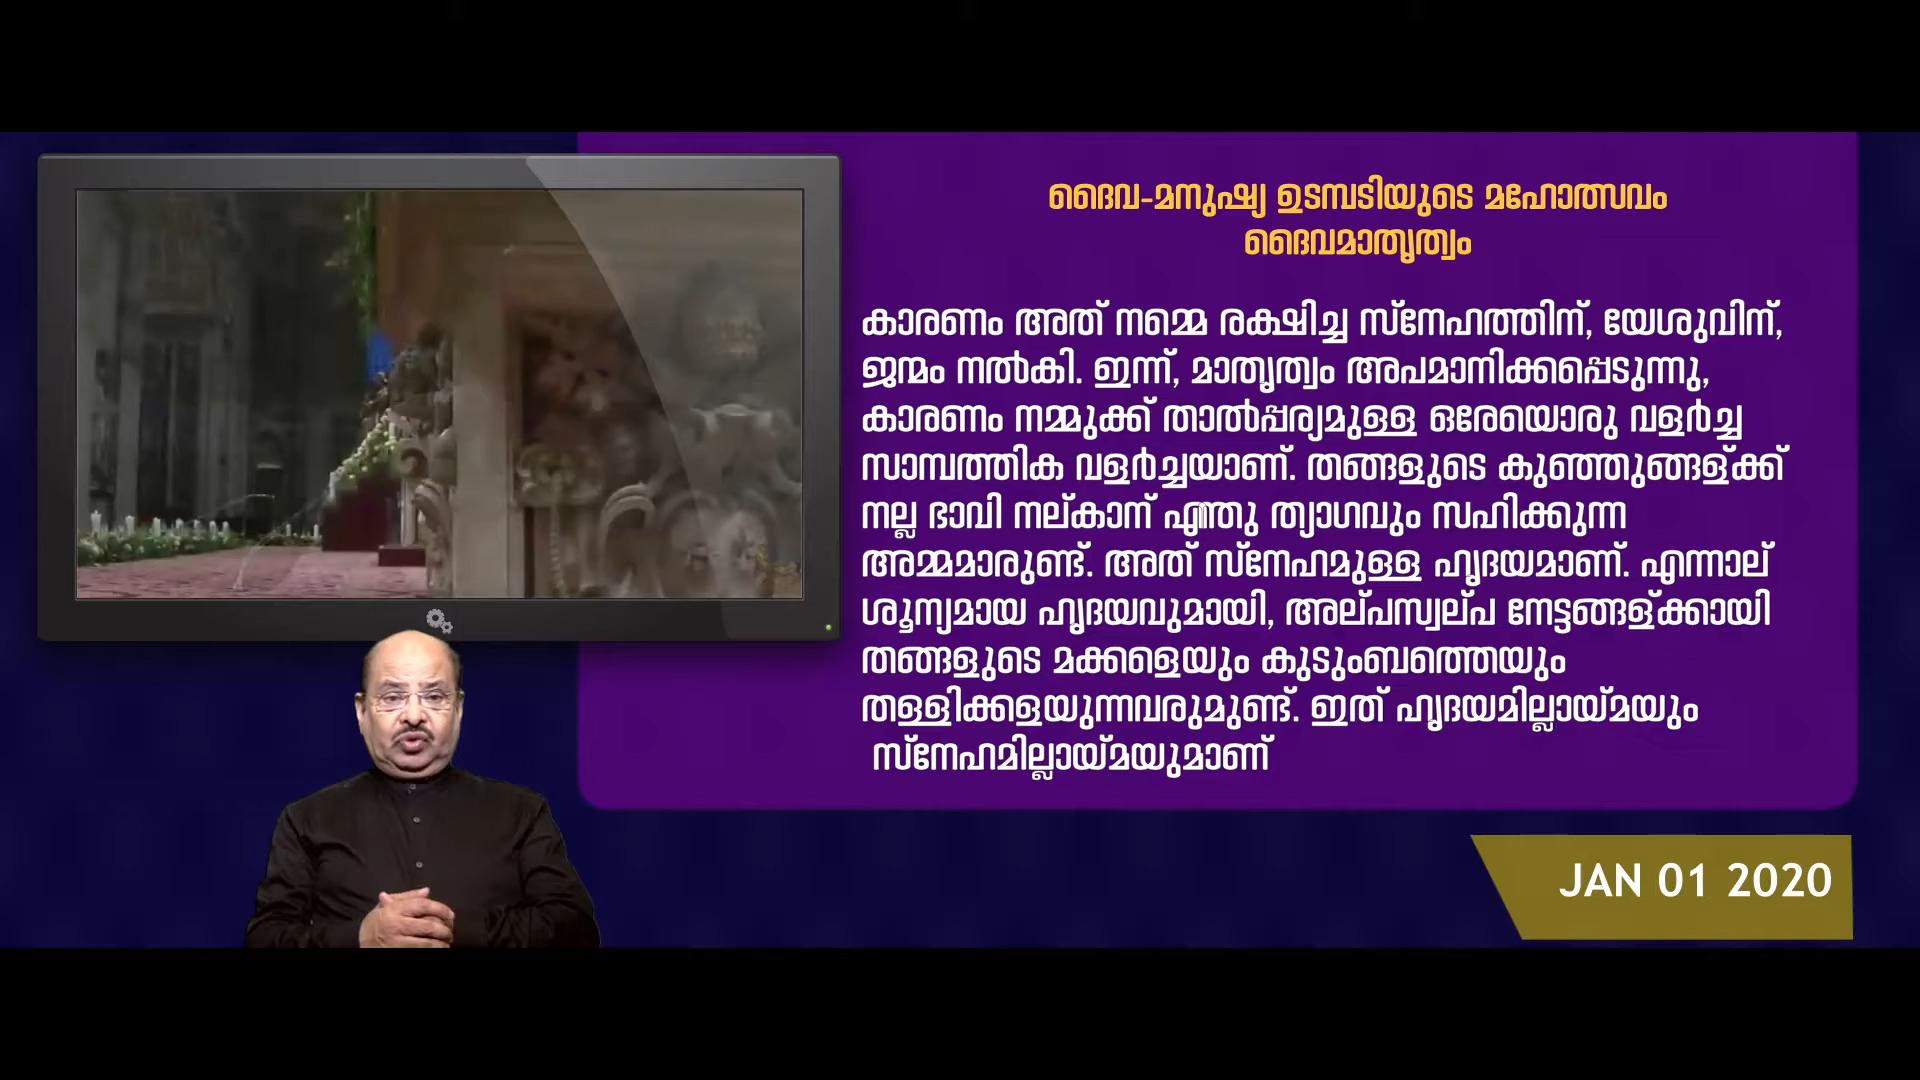 ദൈവ-മനുഷ്യ ഉടമ്പടിയുടെ മഹോത്സവം
ദൈവമാതൃത്വം
കാരണം അത് നമ്മെ രക്ഷിച്ച സ്നേഹത്തിന്, യേശുവിന്,
ജന്മം നൽകി. ഇന്ന്, മാതൃത്വം അപമാനിക്കപ്പെടുന്നു,
കാരണം നമ്മുക്ക് താൽപ്പര്യമുള്ള ഒരേയൊരു വളർച്ച
സാമ്പത്തിക വളർച്ചയാണ്. തങ്ങളുടെ കുഞ്ഞുങ്ങള്ക്ക്
നല്ല ഭാവി നല്കാന് എന്തു ത്യാഗവും സഹിക്കുന്ന
അമ്മമാരുണ്ട്. അത് സ്നേഹമുള്ള ഹൃദയമാണ്. എന്നാല്
ശൂന്യമായ ഹൃദയവുമായി, അല്പസ്വല്പ നേട്ടങ്ങള്ക്കായി
തങ്ങളുടെ മക്കളെയും കുടുംബത്തെയും
തള്ളിക്കളയുന്നവരുമുണ്ട്. ഇത് ഹൃദയമില്ലായ്മയും
സ്നേഹമില്ലായ്മയുമാണ്
JAN 01 2020